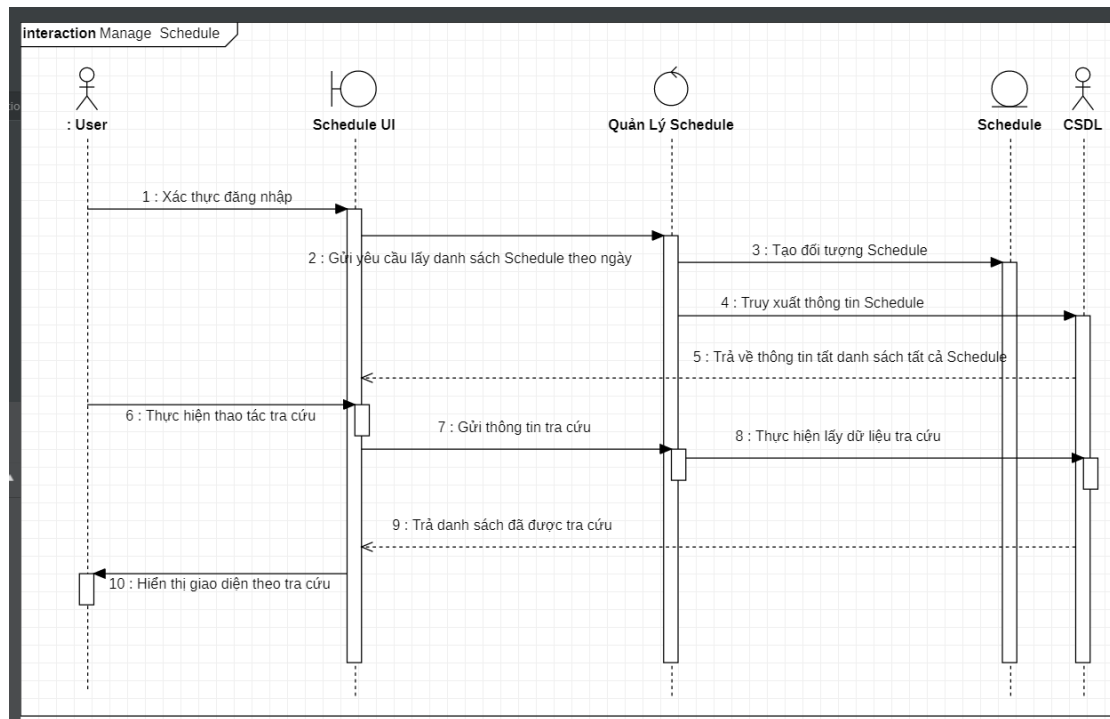 interaction Manage Schedule
: User
Schedule UI
Quản Lý Schedule
Schedule
CSDL
1 : Xác thực đăng nhập
2 : Gửi yêu cầu lấy danh sách Schedule theo ngày
3 : Tạo đối tượng Schedule
4 : Truy xuất thông tin Schedule
5 : Trả về thông tin tất danh sách tất cả Schedule
6 : Thực hiện thao tác tra cứu
7 : Gửi thông tin tra cứu
8 : Thực hiện lấy dữ liệu tra cứu
9 : Trả danh sách đã được tra cứu
10 : Hiển thị giao diện theo tra cứu